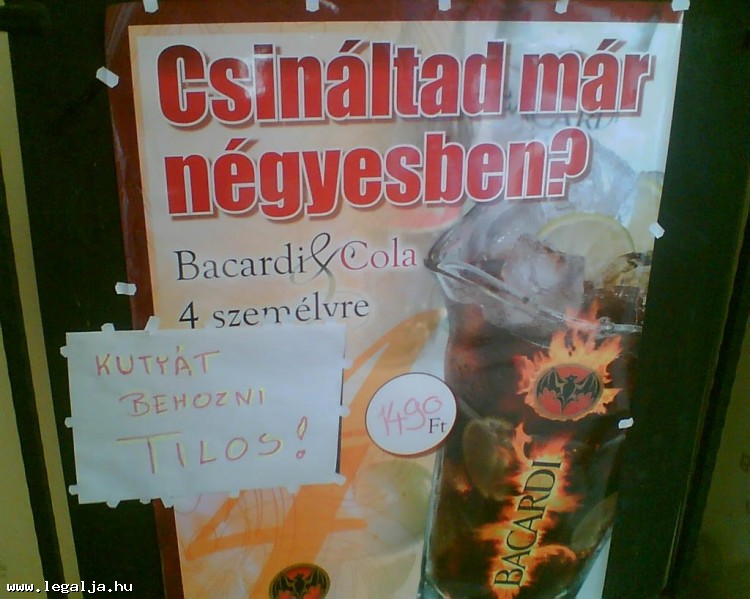 Csináltad már
négyesben?
Bacardi & Cola
4 személyre
KUTYÁT
BEHOZNI
TILOS!
1490
Ft
BACARDI
www.legalja.hu